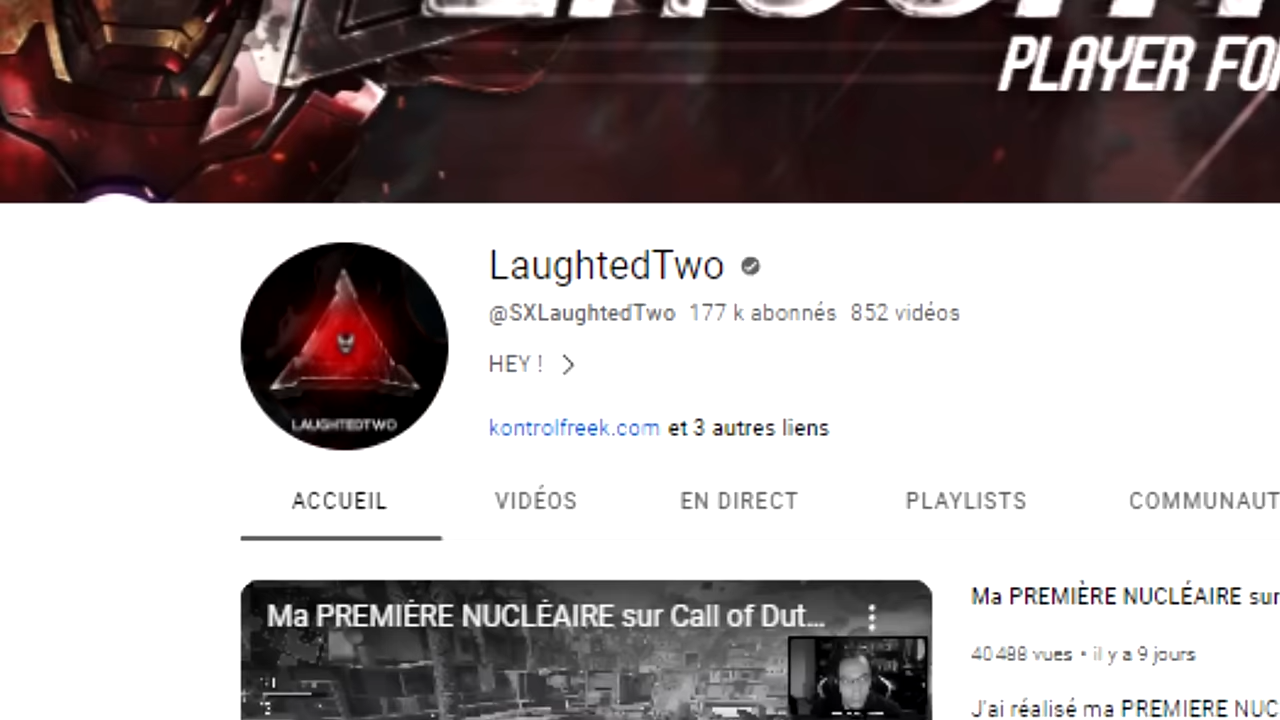 PLAYER FOR
LaughtedTwo
@SXLaughtedTwo 177 k abonnés 852 vidéos
HEY !
LAUGHTEDTWO
kontrolfreek.com et 3 autres liens
ACCUEIL VIDÉOS EN DIRECT PLAYLISTS COMMUNAUT
Ma PREMIÈRE NUCLÉAIRE sur Call of Dut...
Ma PREMIÈRE NUCLÉAIRE sur
40 488 vues • il y a 9 jours
J'ai réalisé ma PREMIERE NUC